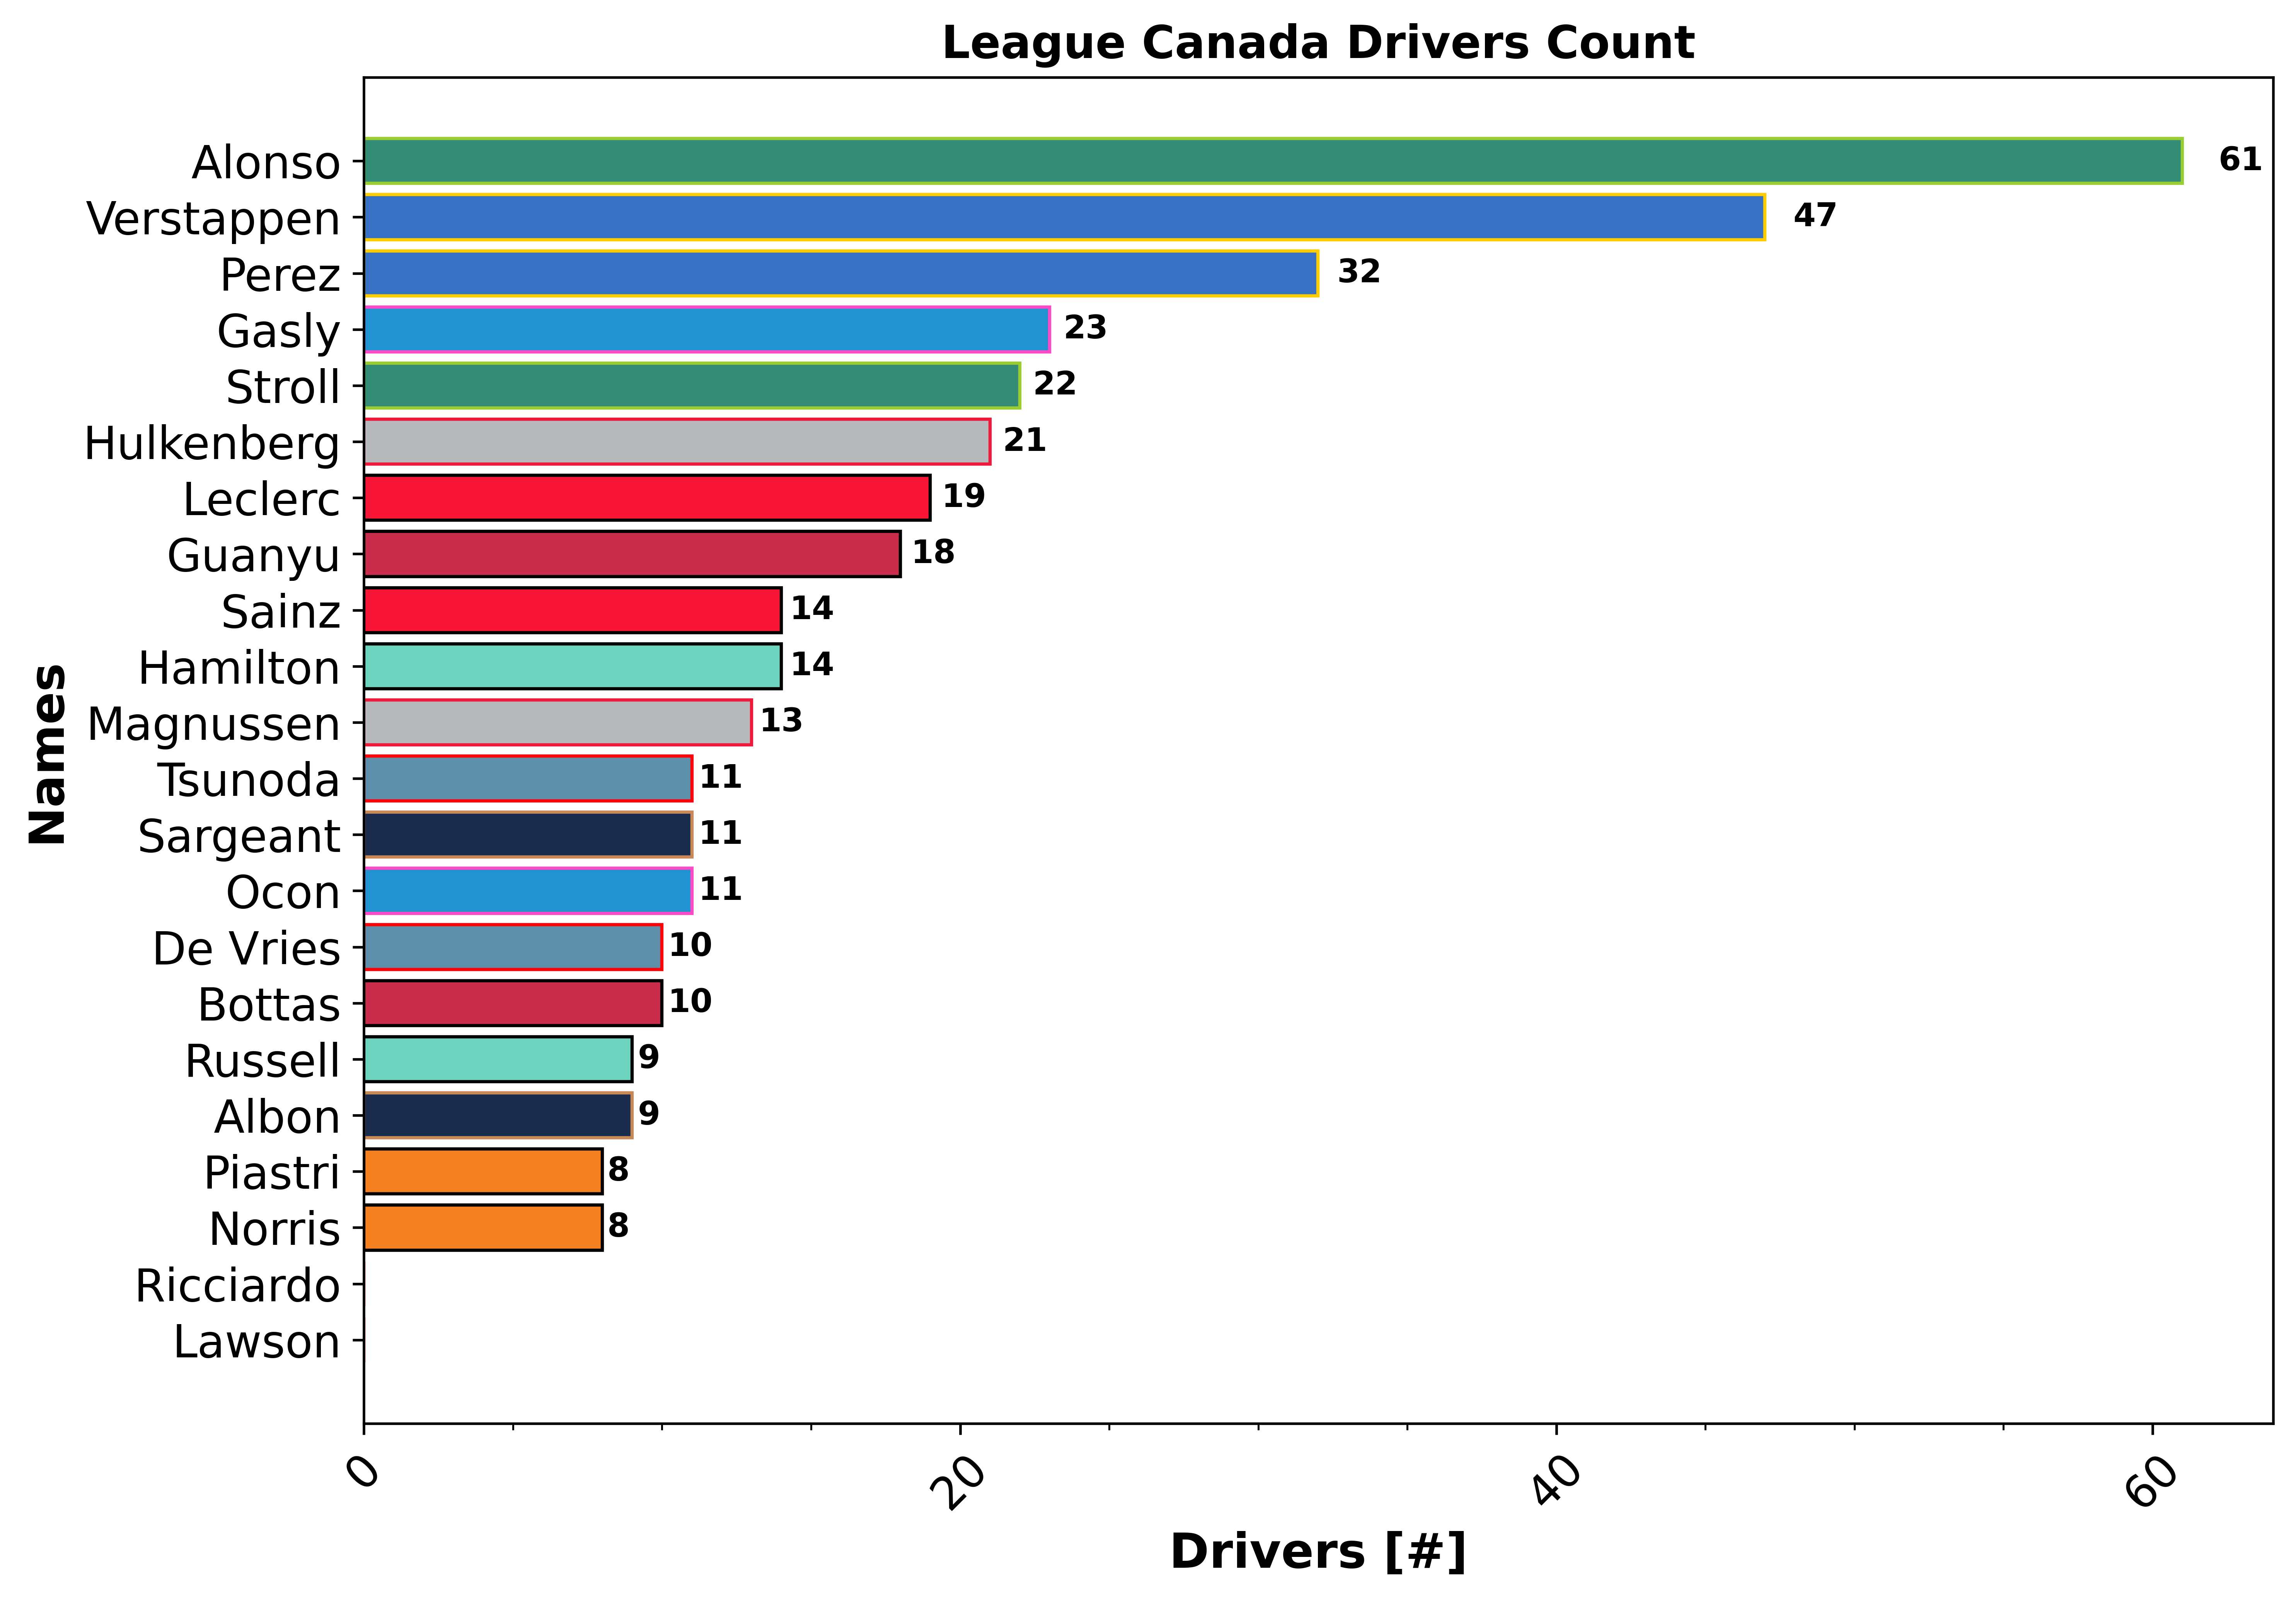 League Canada Drivers Count
Alonso 61
Verstappen 47
Perez 32
Gasly 23
Stroll 22
Hulkenberg 21
Leclerc 19
Guanyu 18
Sainz 14
Hamilton 14
Magnussen 13
Tsunoda 11
Sargeant 11
Ocon 11
De Vries 10
Bottas 10
Russell 9
Albon 9
Piastri 8
Norris 8
Ricciardo
Lawson
Names
0 20 40 60
Drivers [#]